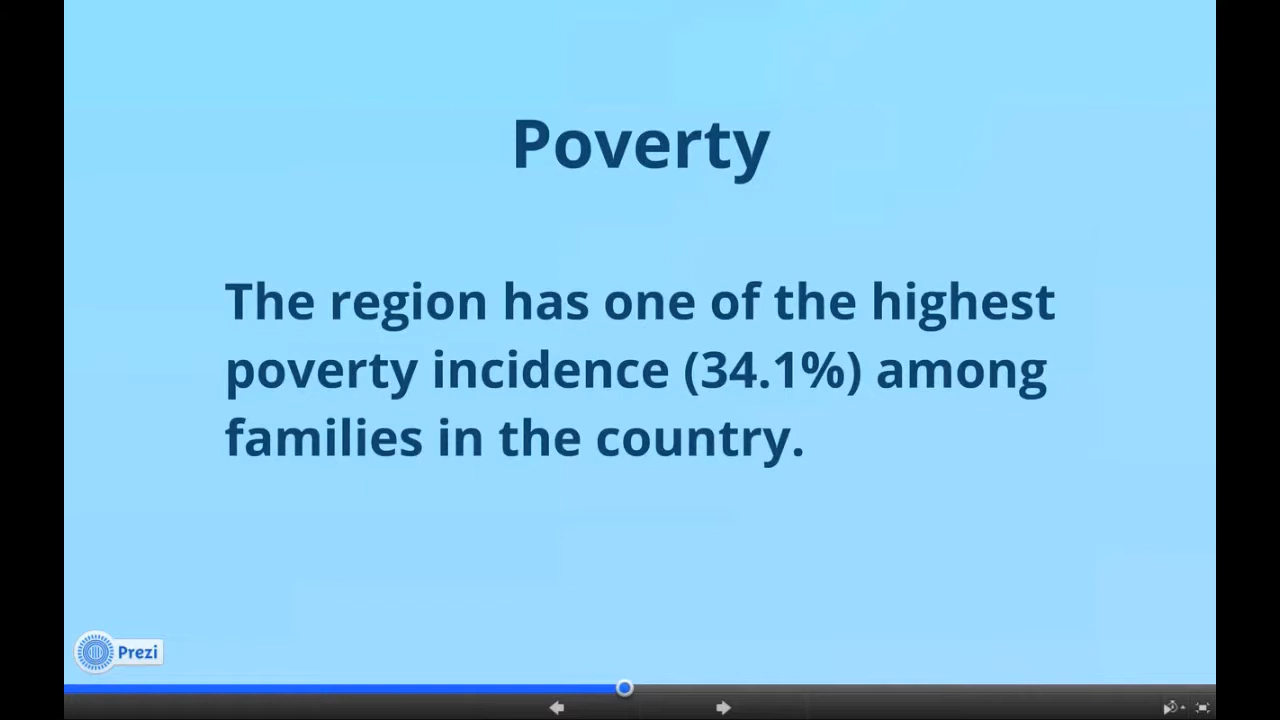 Poverty
The region has one of the highest
poverty incidence (34.1%) among
families in the country.
Prezi